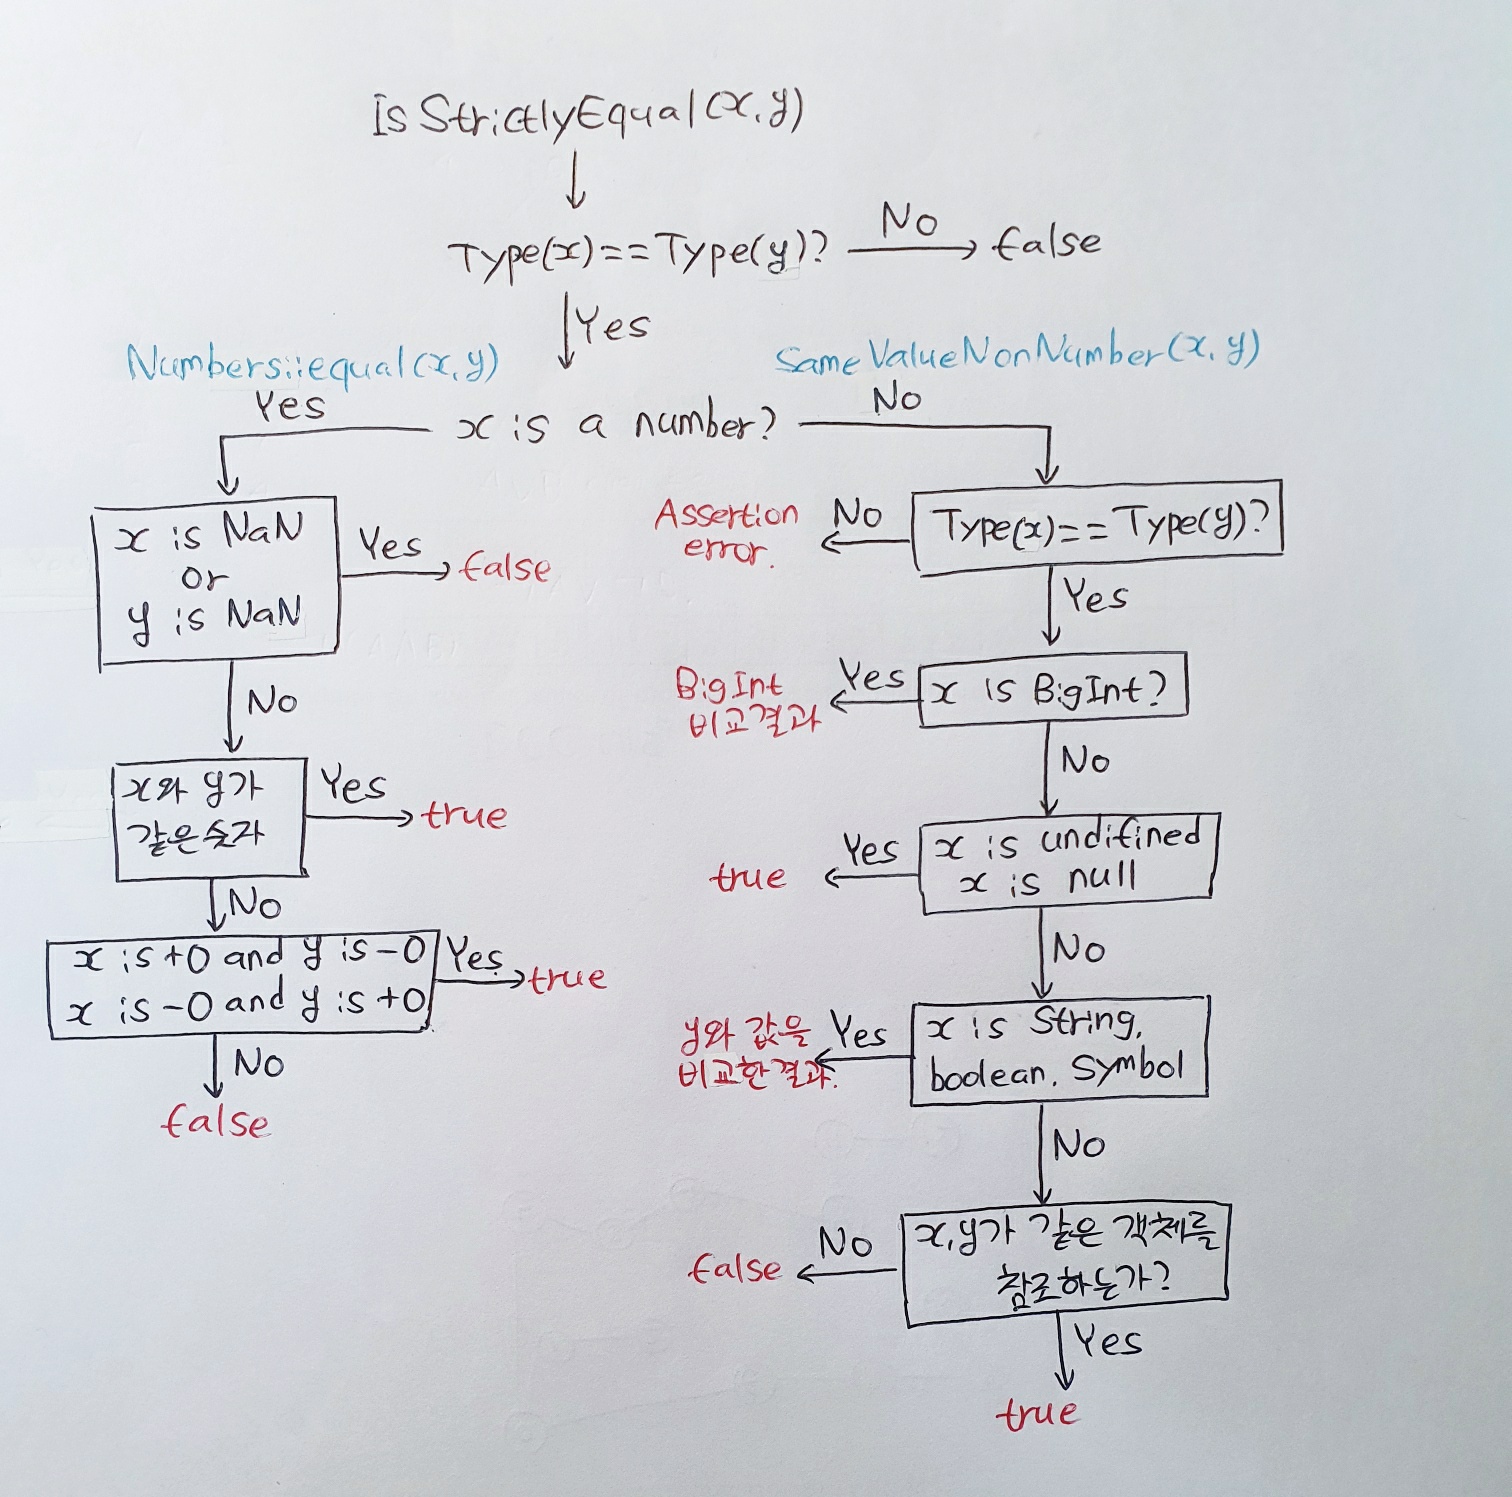 IsStrictlyEqual(x,y)
Type(x)==Type(y)?
No
false
Yes
Numbers::equal(x,y)
SameValueNonNumber(x,y)
Yes
x is a number?
No
x is NaN
or
y is NaN
Yes
false
No
x와 y가
같은숫자
Yes
true
No
x is +0 and y is -0
x is -0 and y is +0
Yes
true
No
false
Type(x)==Type(y)?
No
Assertion
error.
Yes
x is BigInt?
Yes
BigInt
비교결과
No
x is undifined
x is null
Yes
true
No
x is String,
boolean, Symbol
Yes
y와 값을
비교한결과.
No
x,y가 같은 객체를
참조하는가?
No
false
Yes
true